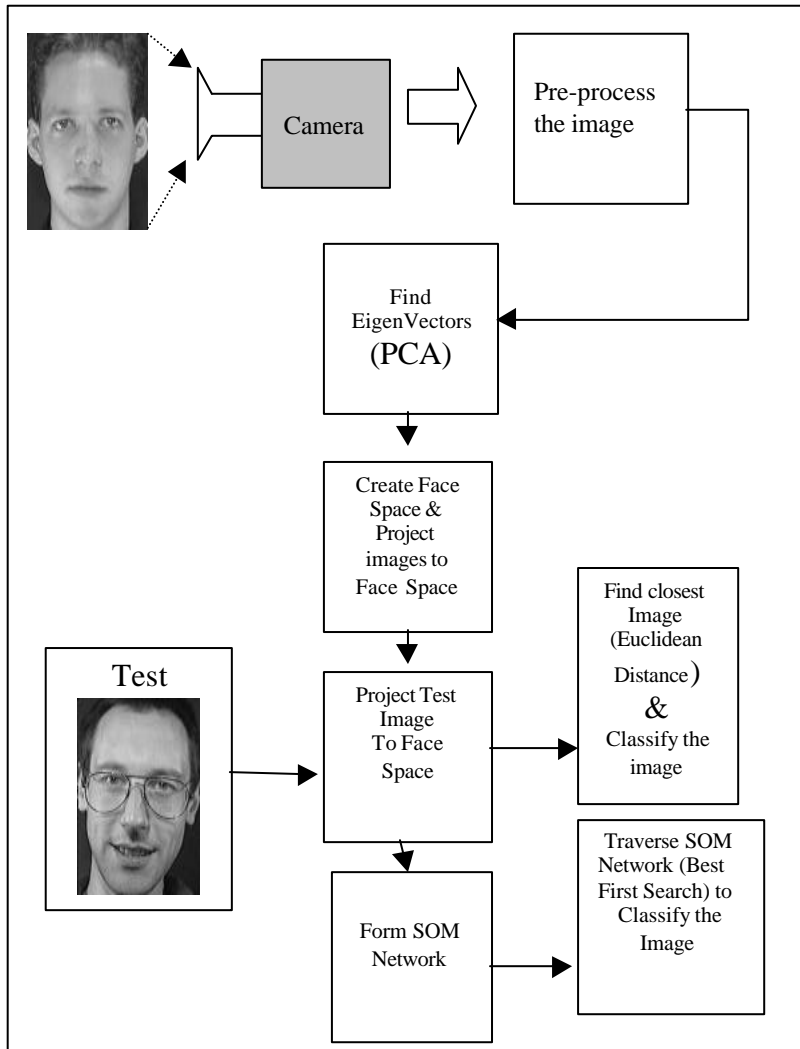 Camera
Pre-process
the image
Find
EigenVectors
(PCA)
Create Face
Space &
Project
images to
Face Space
Test
Project Test
Image
To Face
Space
Find closest
Image
(Euclidean
Distance)
&
Classify the
image
Form SOM
Network
Traverse SOM
Network (Best
First Search) to
Classify the
Image